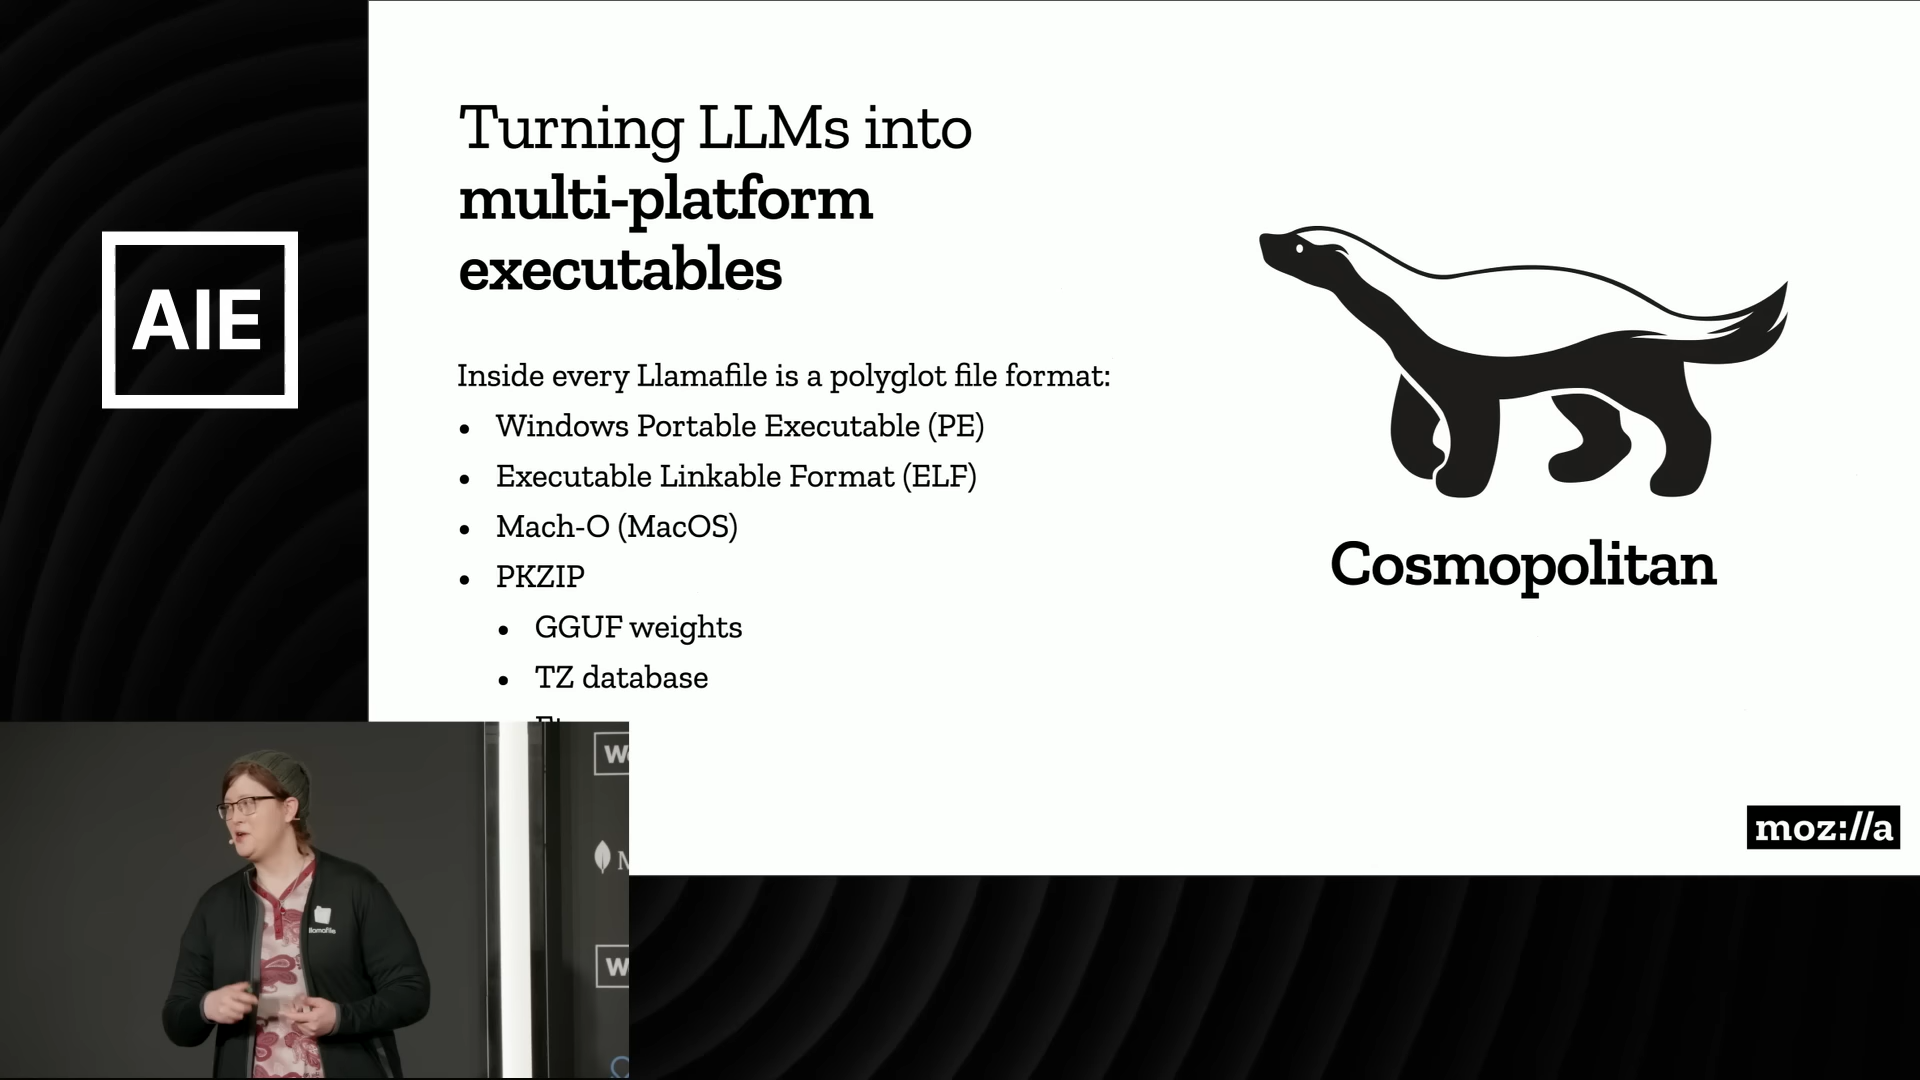 AIE
Turning LLMs into
multi-platform
executables
Inside every Llamafile is a polyglot file format:
• Windows Portable Executable (PE)
• Executable Linkable Format (ELF)
• Mach-O (MacOS)
• PKZIP
• GGUF weights
• TZ database
Cosmopolitan
moz://a
llamafile